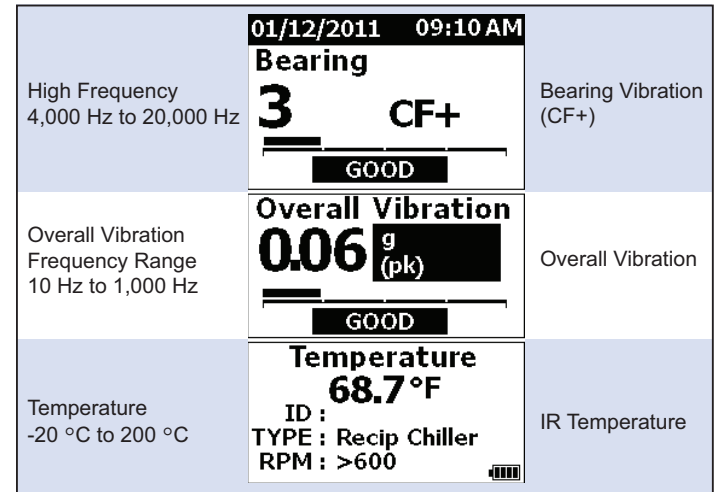 01/12/2011 09:10 AM
Bearing
High Frequency
4,000 Hz to 20,000 Hz
3 CF+
Bearing Vibration
(CF+)
GOOD
Overall Vibration
Overall Vibration
Frequency Range
10 Hz to 1,000 Hz
0.06 g
(pk)
Overall Vibration
GOOD
Temperature
68.7°F
Temperature
-20 °C to 200 °C
ID :
TYPE : Recip Chiller
RPM : >600
IR Temperature